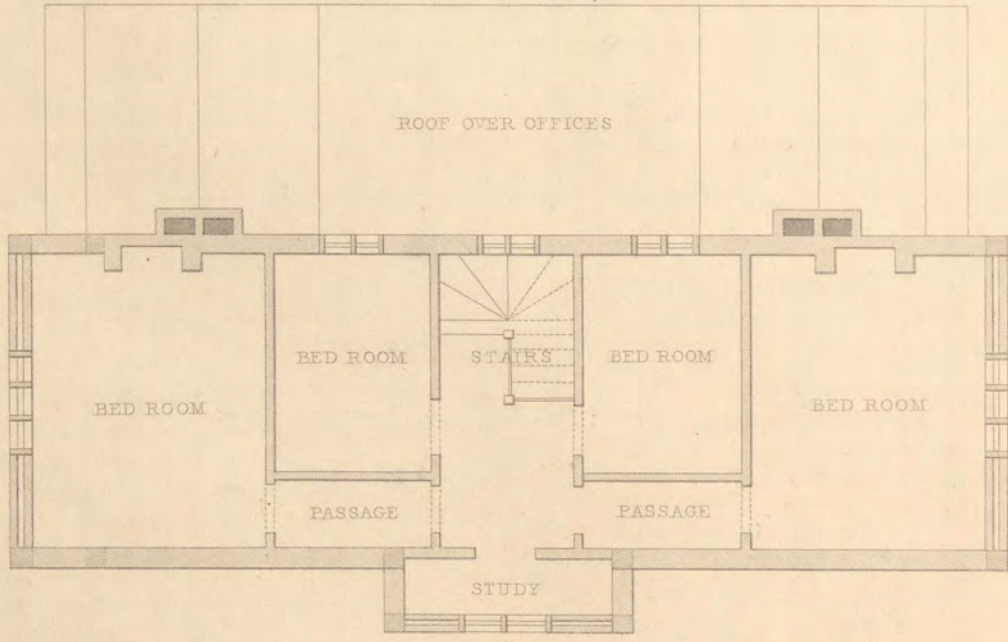 ROOF OVER OFFICES
BED ROOM
BED ROOM
STAIRS
BED ROOM
BED ROOM
PASSAGE
PASSAGE
STUDY